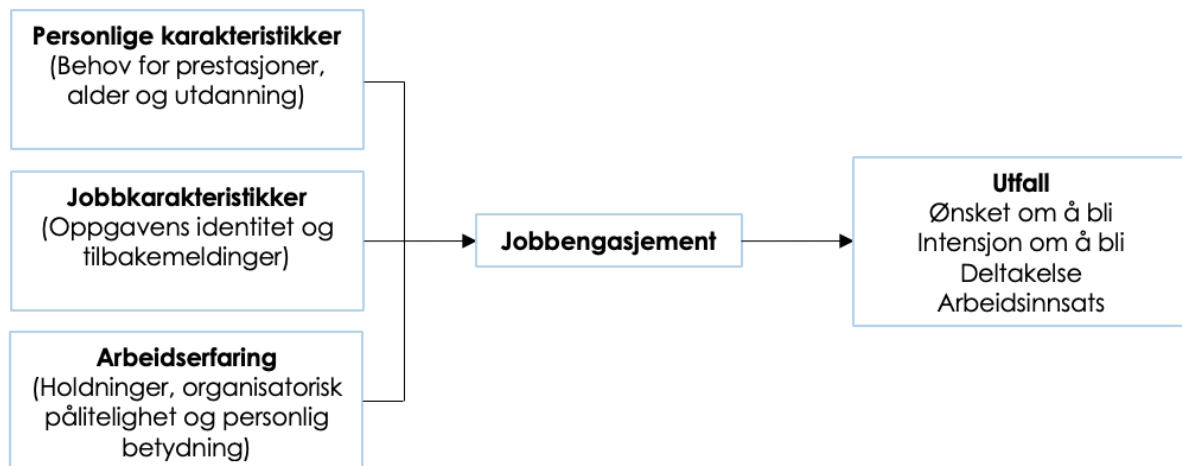 Personlige karakteristikker
(Behov for prestasjoner,
alder og utdanning)
Jobbkarakteristikker
(Oppgavens identitet og
tilbakemeldinger)
Arbeidserfaring
(Holdninger, organisatorisk
pålitelighet og personlig
betydning)
Jobbengasjement
Utfall
Ønsket om å bli
Intensjon om å bli
Deltakelse
Arbeidsinnsats